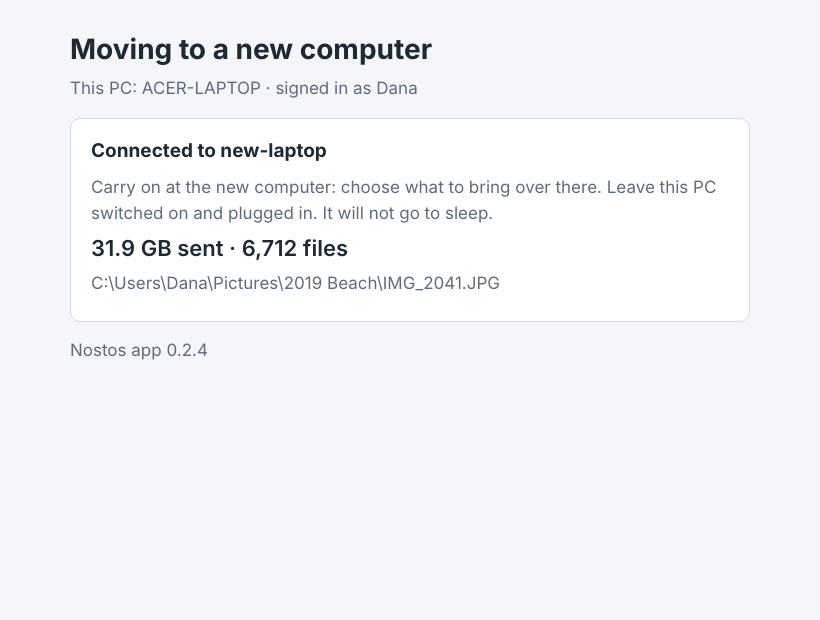 Moving to a new computer
This PC: ACER-LAPTOP · signed in as Dana
Connected to new-laptop
Carry on at the new computer: choose what to bring over there. Leave this PC
switched on and plugged in. It will not go to sleep.
31.9 GB sent · 6,712 files
C:\Users\Dana\Pictures\2019 Beach\IMG_2041.JPG
Nostos app 0.2.4